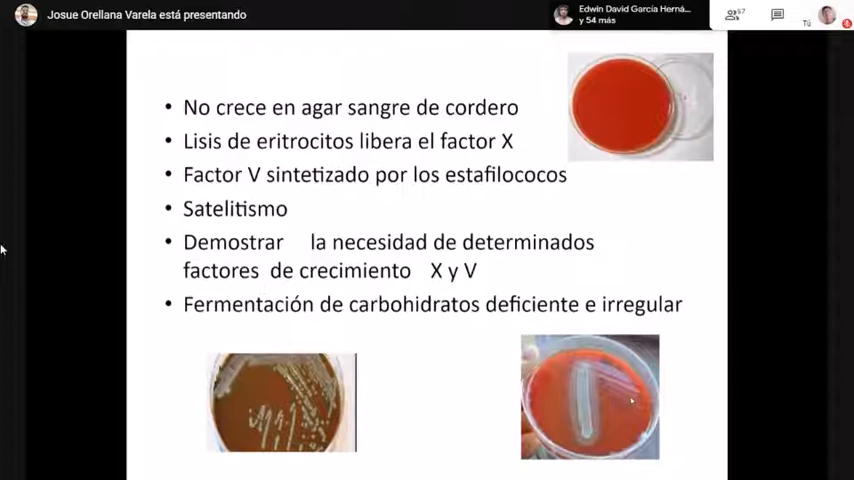 Josue Orellana Varela está presentando
Edwin David García Herná...
y 54 más
57
Tú
• No crece en agar sangre de cordero
• Lisis de eritrocitos libera el factor X
• Factor V sintetizado por los estafilococos
• Satelitismo
• Demostrar la necesidad de determinados
factores de crecimiento X y V
• Fermentación de carbohidratos deficiente e irregular